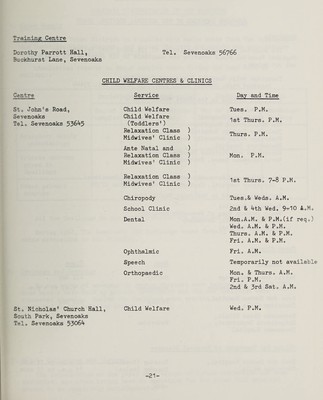 Training Centre
Dorothy Parrott Hall, Tel. Sevenoaks 56766
Buckhurst Lane, Sevenoaks
CHILD WELFARE CENTRES & CLINICS
Centre Service Day and Time
St. John's Road, Child Welfare Tues. P.M.
Sevenoaks Child Welfare
Tel. Sevenoaks 53645 (Toddlers') 1st Thurs. P.M.
Relaxation Class )
Midwives' Clinic ) Thurs. P.M.
Ante Natal and )
Relaxation Class ) Mon. P.M.
Midwives' Clinic )
Relaxation Class )
Midwives' Clinic ) 1st Thurs. 7-8 P.M.
Chiropody Tues.& Weds. A.M.
School Clinic 2nd & 4th Wed. 9-10 A.M.
Dental Mon.A.M. & P.M.(if req.)
Wed. A.M. & P.M.
Thurs. A.M. & P.M.
Fri. A.M. & P.M.
Ophthalmic Fri. A.M.
Speech Temporarily not available
Orthopaedic Mon. & Thurs. A.M.
Fri. P.M.
2nd & 3rd Sat. A.M.
St. Nicholas' Church Hall, Child Welfare Wed. P.M.
South Park, Sevenoaks
Tel. Sevenoaks 53064
-21-